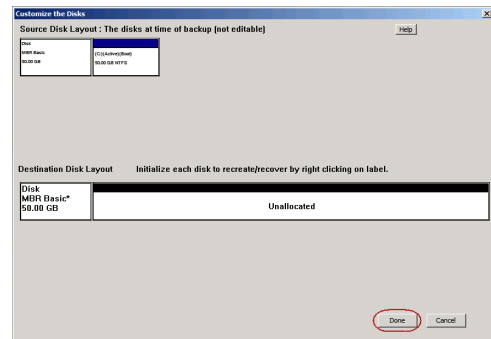 Customize the Disks
Source Disk Layout : The disks at time of backup (not editable)
Help
Disk
MBR Basic
50.00 GB
(C:)(Active)(Boot)
50.00 GB NTFS
Destination Disk Layout Initialize each disk to recreate/recover by right clicking on label.
Disk
MBR Basic*
50.00 GB
Unallocated
Done
Cancel